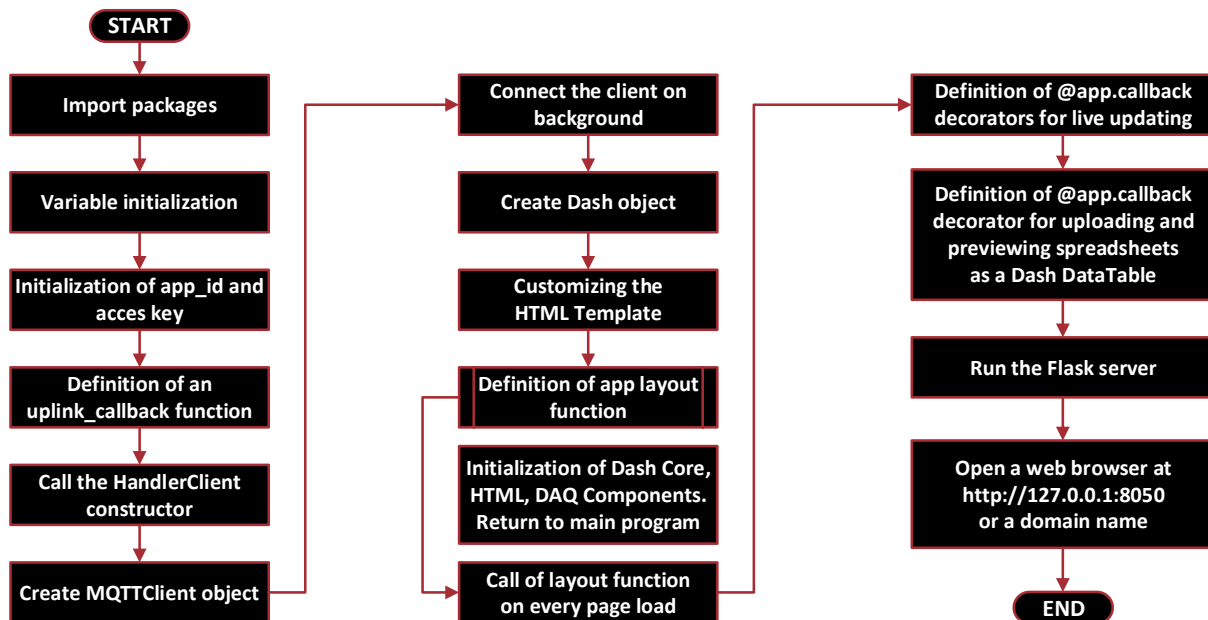 START
Import packages
Variable initialization
Initialization of app_id and
acces key
Definition of an
uplink_callback function
Call the HandlerClient
constructor
Create MQTTClient object
Connect the client on
background
Create Dash object
Customizing the
HTML Template
Definition of app layout
function
Initialization of Dash Core,
HTML, DAQ Components.
Return to main program
Call of layout function
on every page load
Definition of @app.callback
decorators for live updating
Definition of @app.callback
decorator for uploading and
previewing spreadsheets
as a Dash DataTable
Run the Flask server
Open a web browser at
http://127.0.0.1:8050
or a domain name
END